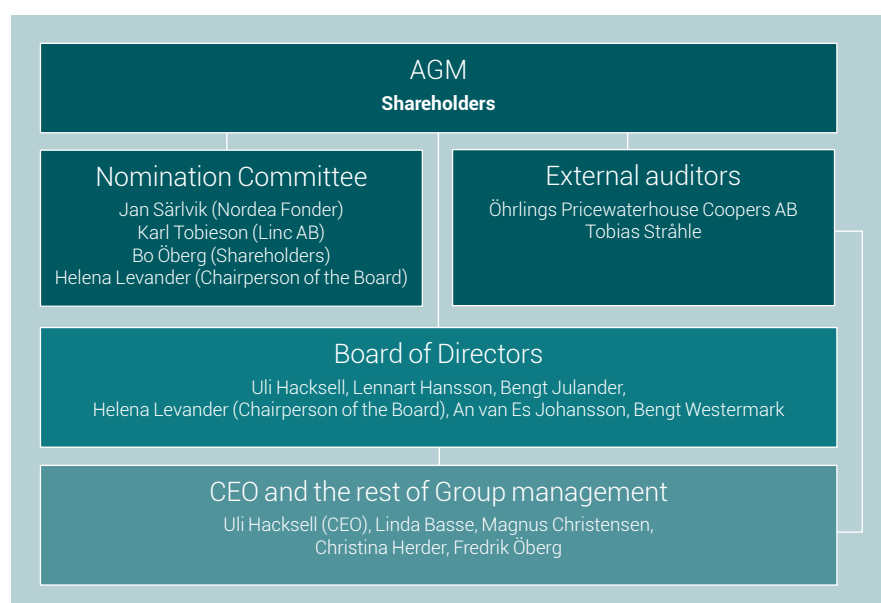 AGM
Shareholders
Nomination Committee
Jan Särlvik (Nordea Fonder)
Karl Tobieson (Linc AB)
Bo Öberg (Shareholders)
Helena Levander (Chairperson of the Board)
External auditors
Öhrlings Pricewaterhouse Coopers AB
Tobias Stråhle
Board of Directors
Uli Hacksell, Lennart Hansson, Bengt Julander,
Helena Levander (Chairperson of the Board), An van Es Johansson, Bengt Westermark
CEO and the rest of Group management
Uli Hacksell (CEO), Linda Basse, Magnus Christensen,
Christina Herder, Fredrik Öberg